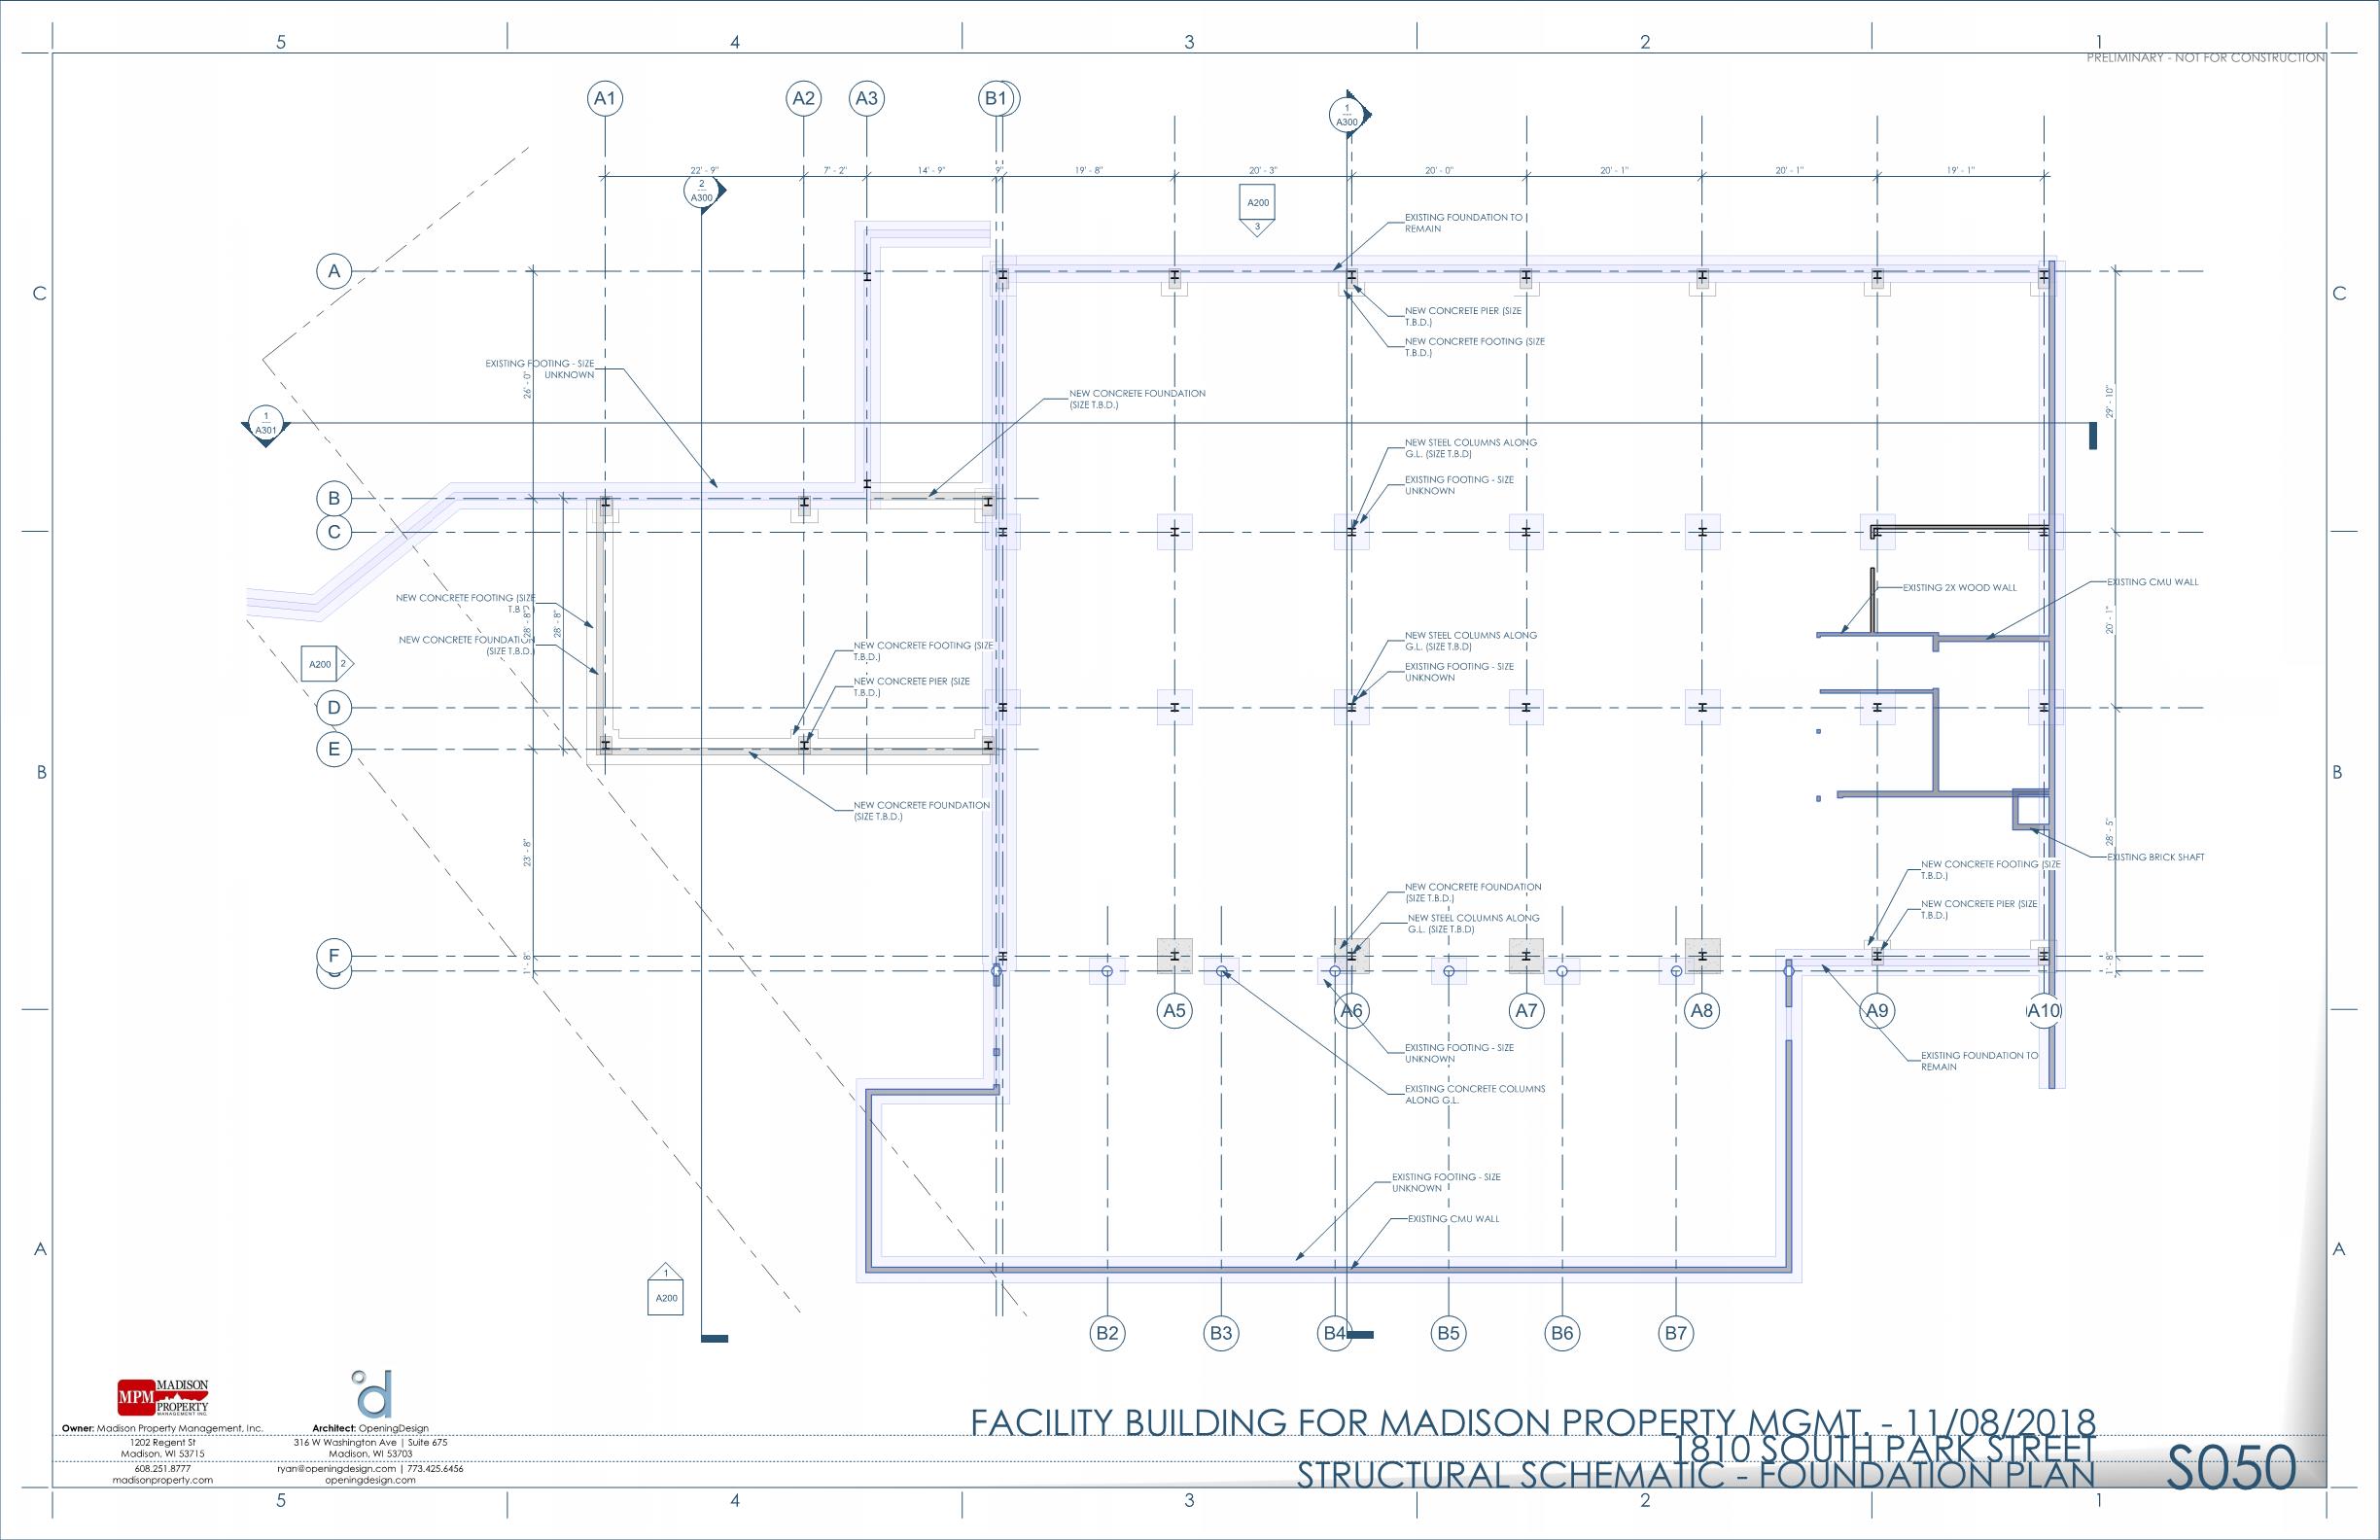 5
4
3
2
1
PRELIMINARY - NOT FOR CONSTRUCTION
A1
A2
A3
B1
1
A300
22' - 9"
7' - 2"
14' - 9"
9"
19' - 8"
20' - 3"
20' - 0"
20' - 1"
20' - 1"
19' - 1"
2
A300
A200
3
EXISTING FOUNDATION TO
REMAIN
A
C
C
NEW CONCRETE PIER (SIZE
T.B.D.)
NEW CONCRETE FOOTING (SIZE
T.B.D.)
EXISTING FOOTING - SIZE
UNKNOWN
26' - 0"
29' - 10"
NEW CONCRETE FOUNDATION
(SIZE T.B.D.)
1
A301
NEW STEEL COLUMNS ALONG
G.L. (SIZE T.B.D)
EXISTING FOOTING - SIZE
UNKNOWN
B
C
EXISTING 2X WOOD WALL
EXISTING CMU WALL
NEW CONCRETE FOOTING (SIZE
T.B.D.)
28' - 8"
28' - 8"
20' - 1"
NEW CONCRETE FOUNDATION
(SIZE T.B.D.)
NEW STEEL COLUMNS ALONG
G.L. (SIZE T.B.D)
EXISTING FOOTING - SIZE
UNKNOWN
NEW CONCRETE FOOTING (SIZE
T.B.D.)
NEW CONCRETE PIER (SIZE
T.B.D.)
A200
2
D
E
B
B
NEW CONCRETE FOUNDATION
(SIZE T.B.D.)
23' - 8"
28' - 5"
EXISTING BRICK SHAFT
NEW CONCRETE FOOTING (SIZE
T.B.D.)
NEW CONCRETE PIER (SIZE
T.B.D.)
NEW CONCRETE FOUNDATION
(SIZE T.B.D.)
NEW STEEL COLUMNS ALONG
G.L. (SIZE T.B.D)
F
1' - 8"
1' - 8"
A5
A6
A7
A8
A9
A10
EXISTING FOOTING - SIZE
UNKNOWN
EXISTING FOUNDATION TO
REMAIN
EXISTING CONCRETE COLUMNS
ALONG G.L.
EXISTING FOOTING - SIZE
UNKNOWN
EXISTING CMU WALL
A
A
1
A200
B2
B3
B4
B5
B6
B7
MPM MADISON
PROPERTY
MANAGEMENT INC.
d
Owner: Madison Property Management, Inc.
1202 Regent St
Madison, WI 53715
608.251.8777
madisonproperty.com
Architect: OpeningDesign
316 W Washington Ave | Suite 675
Madison, WI 53703
ryan@openingdesign.com | 773.425.6456
openingdesign.com
FACILITY BUILDING FOR MADISON PROPERTY MGMT. - 11/08/2018
1810 SOUTH PARK STREET
STRUCTURAL SCHEMATIC - FOUNDATION PLAN
S050
5
4
3
2
1